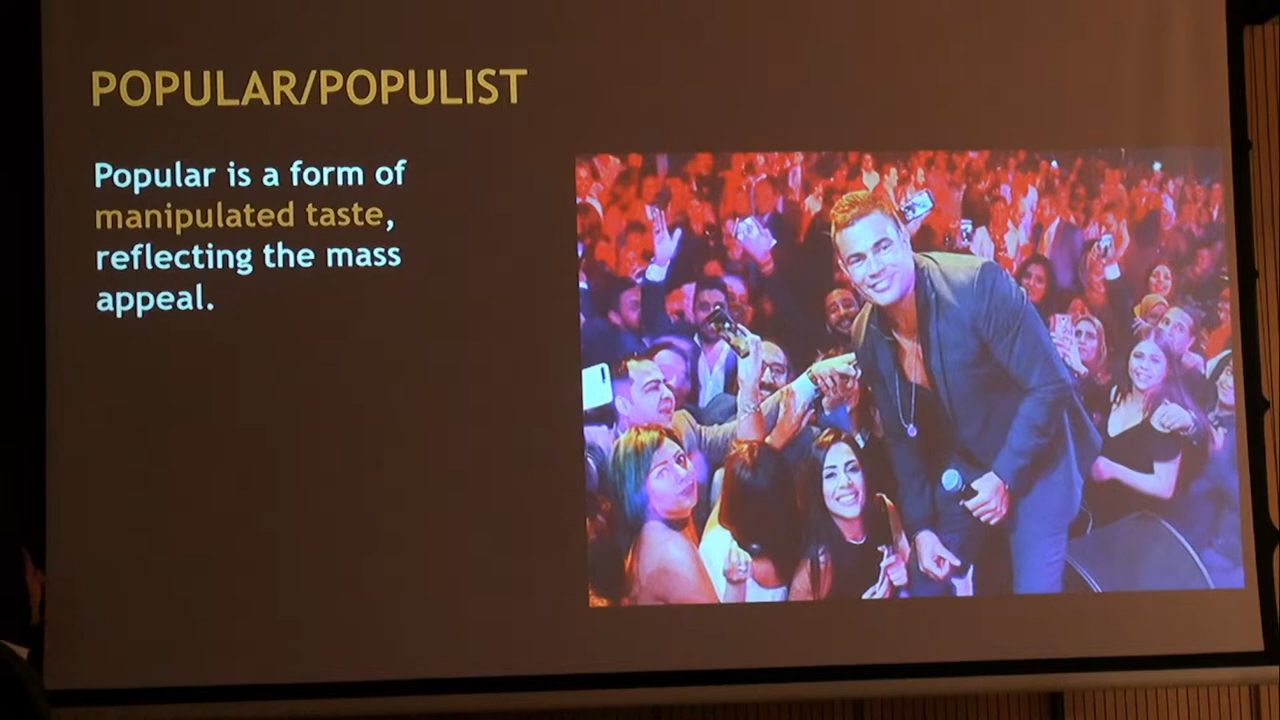 POPULAR/POPULIST
Popular is a form of
manipulated taste,
reflecting the mass
appeal.